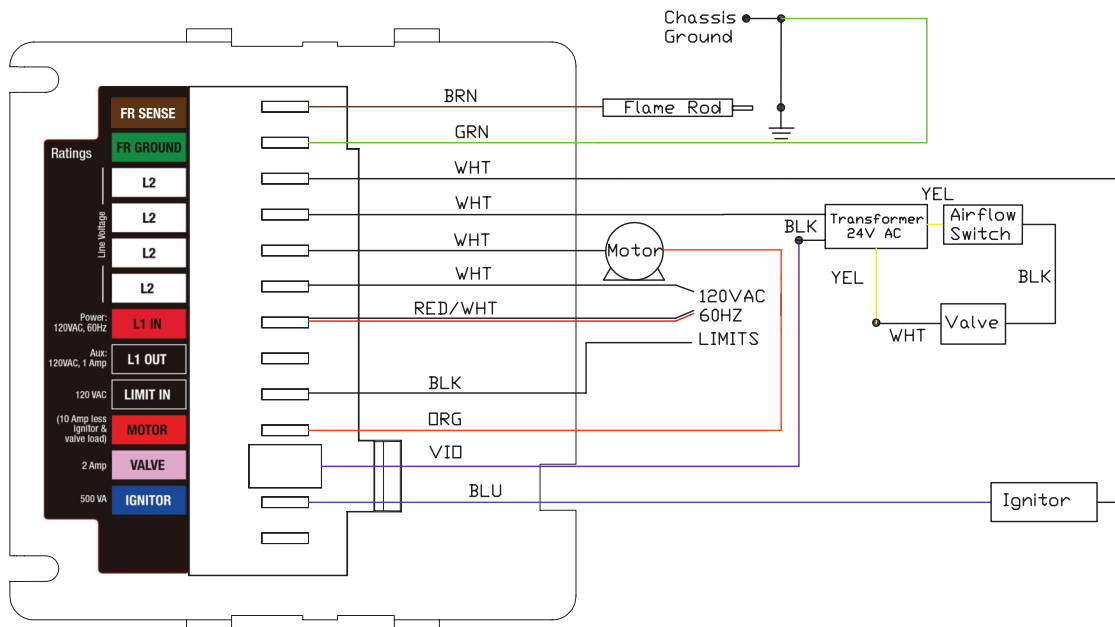 Chassis
Ground
BRN
Flame Rod
FR SENSE
GRN
Ratings
FR GROUND
WHT
L2
WHT
YEL
Airflow
Switch
Transformer
24V AC
BLK
L2
Line Voltage
WHT
Motor
L2
YEL
BLK
WHT
L2
120VAC
60HZ
RED/WHT
Power:
120VAC, 60Hz
L1 IN
WHT
Valve
LIMITS
Aux:
120VAC, 1 Amp
L1 OUT
BLK
120 VAC
LIMIT IN
ORG
(10 Amp less
ignitor &
valve load)
MOTOR
VIO
2 Amp
VALVE
BLU
500 VA
IGNITOR
Ignitor